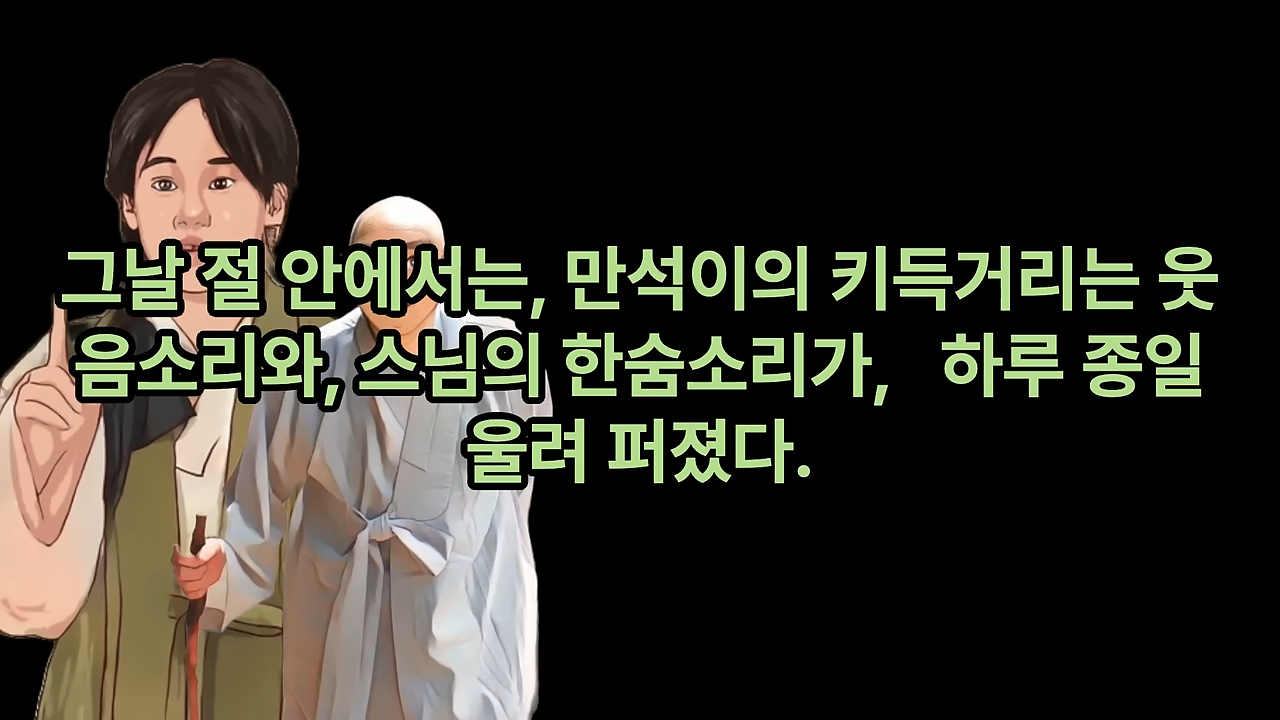 그날 절 안에서는, 만석이의 키득거리는 웃
음소리와, 스님의 한숨소리가, 하루 종일
울려 퍼졌다.